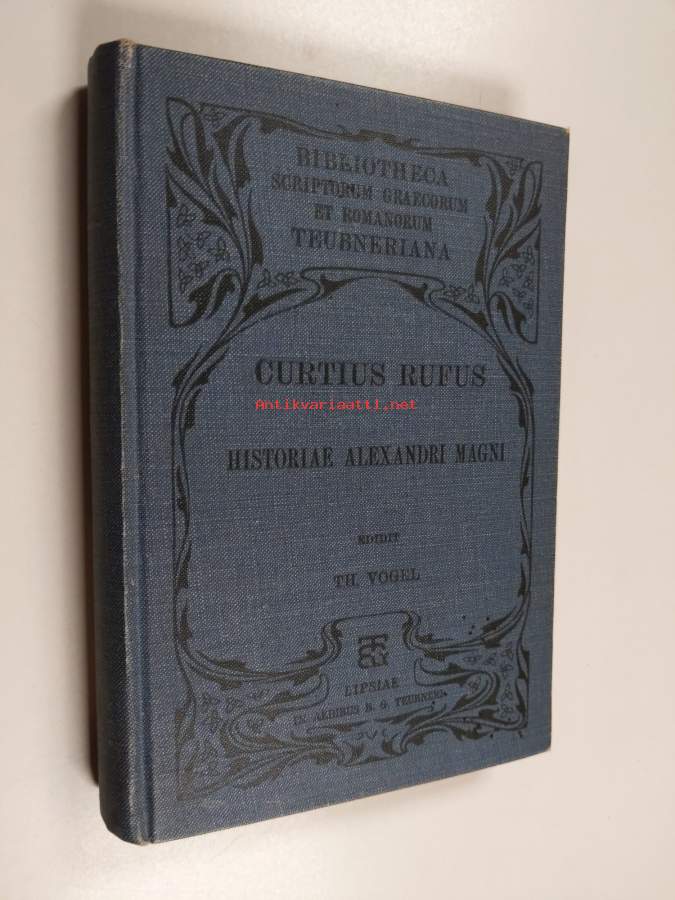 BIBLIOTHECA
SCRIPTORUM GRAECORUM
ET ROMANORUM
TEUBNERIANA
CURTIUS RUFUS
Antikvariaatti.net
HISTORIAE ALEXANDRI MAGNI
EDIDIT
TH. VOGEL
LIPSIAE
IN AEDIBUS B. G. TEUBNERI